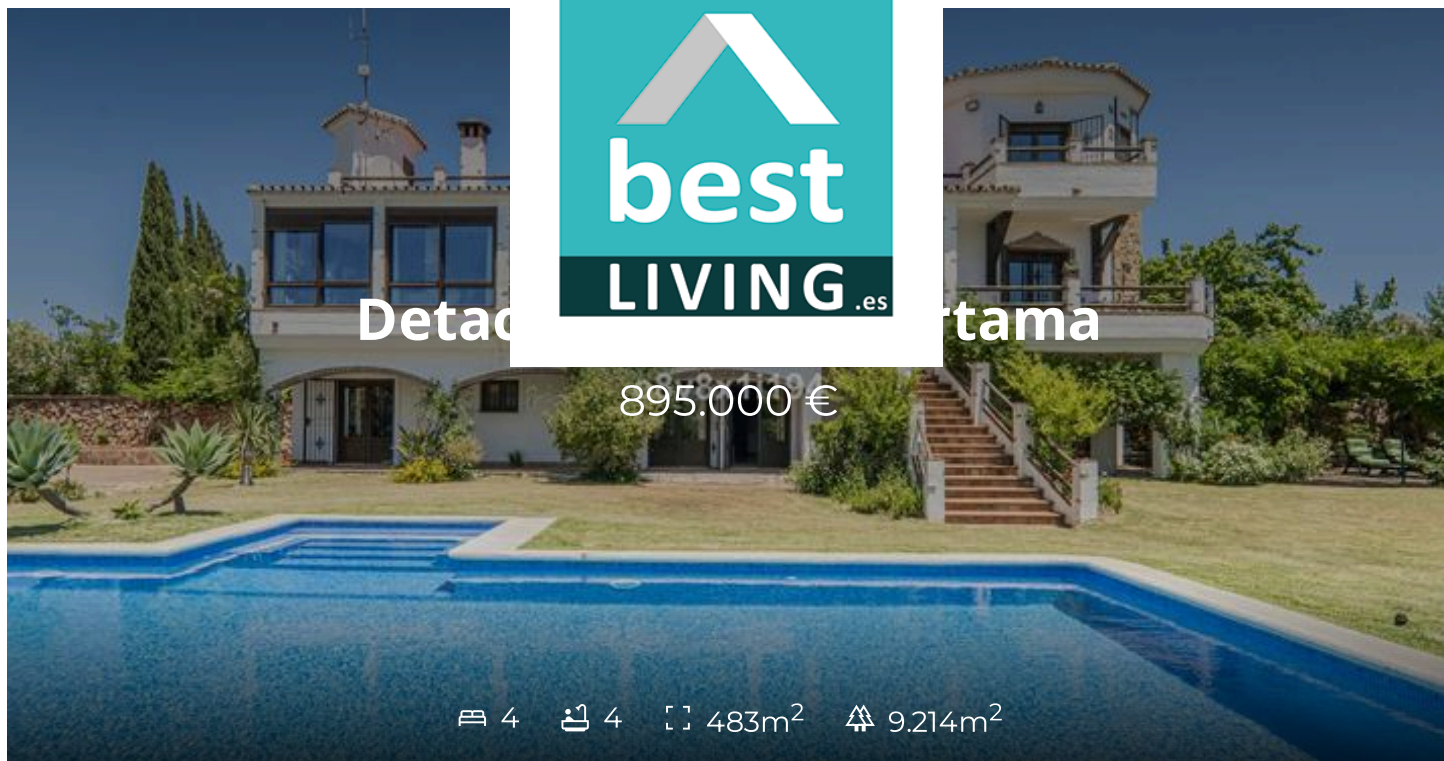 best
LIVING.es
Detac rtama
895.000 €
4 4 483m² 9.214m²